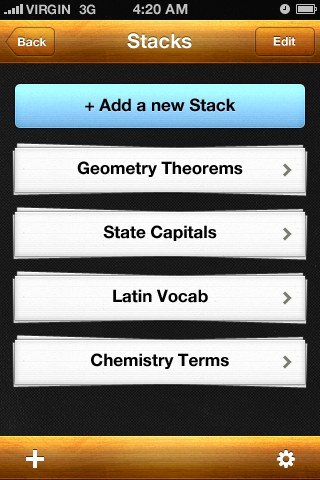 VIRGIN 3G 4:20 AM
Back Stacks Edit
+ Add a new Stack
Geometry Theorems
State Capitals
Latin Vocab
Chemistry Terms